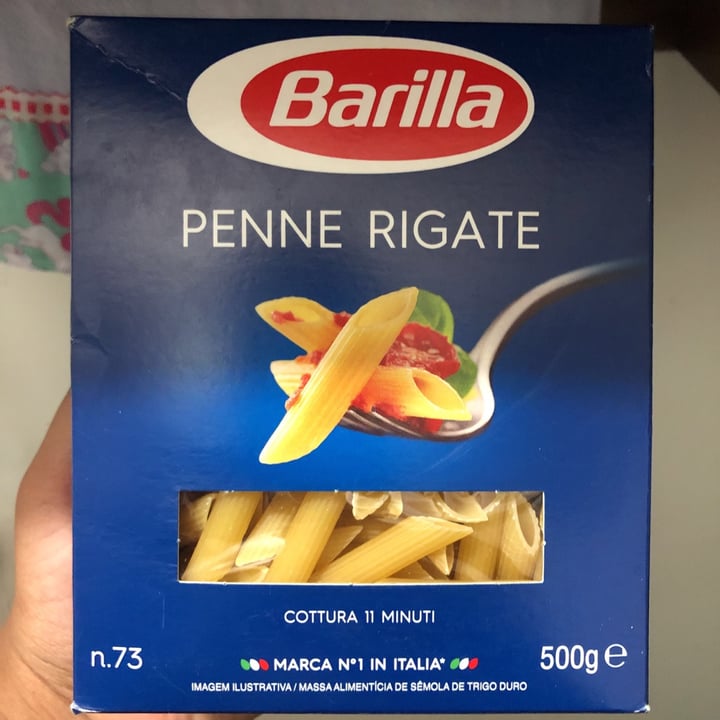 Barilla
PENNE RIGATE
COTTURA 11 MINUTI
n.73
MARCA Nº1 IN ITALIA*
500g e
IMAGEM ILUSTRATIVA / MASSA ALIMENTÍCIA DE SÊMOLA DE TRIGO DURO